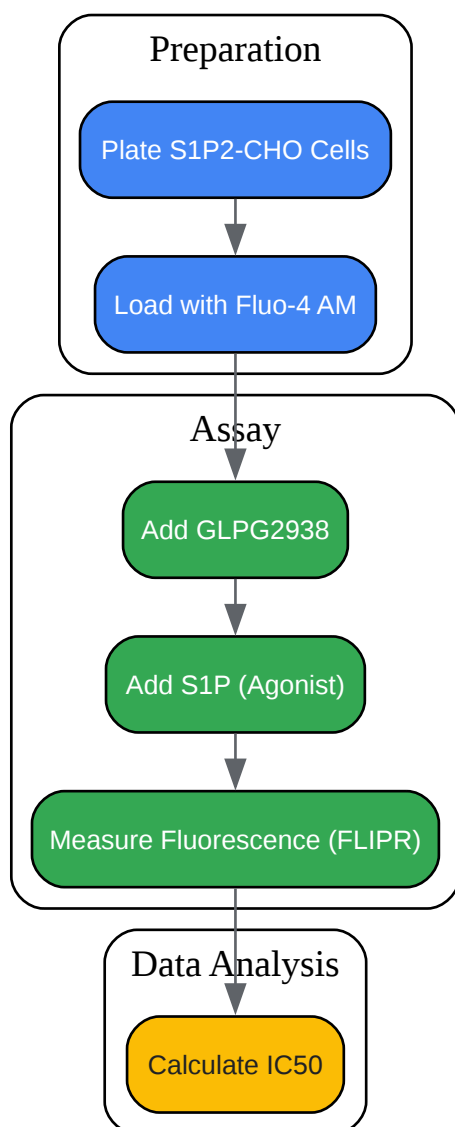 Preparation
Plate S1P2-CHO Cells
Load with Fluo-4 AM
Assay
Add GLPG2938
Add S1P (Agonist)
Measure Fluorescence (FLIPR)
Data Analysis
Calculate IC50